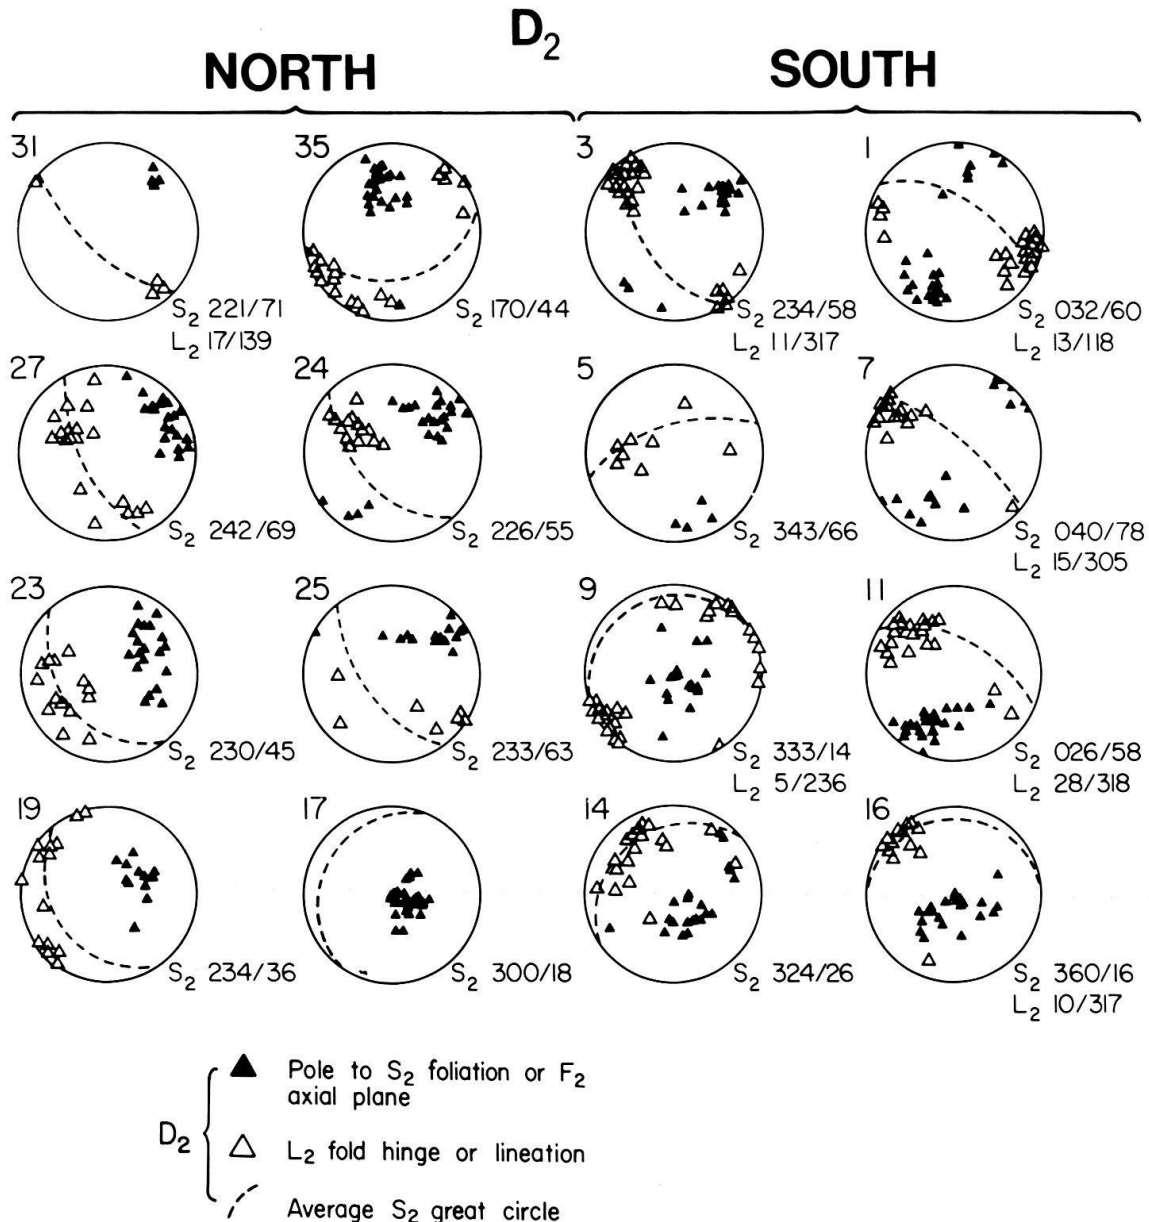 D₂
NORTH SOUTH
31 35 3 1
S₂ 221/71 S₂ 170/44 S₂ 234/58 S₂ 032/60
L₂ 17/139 L₂ 11/317 L₂ 13/118
27 24 5 7
S₂ 242/69 S₂ 226/55 S₂ 343/66 S₂ 040/78
L₂ 15/305
23 25 9 11
S₂ 230/45 S₂ 233/63 S₂ 333/14 S₂ 026/58
L₂ 5/236 L₂ 28/318
19 17 14 16
S₂ 234/36 S₂ 300/18 S₂ 324/26 S₂ 360/16
L₂ 10/317
D₂
Pole to S₂ foliation or F₂
axial plane
L₂ fold hinge or lineation
Average S₂ great circle